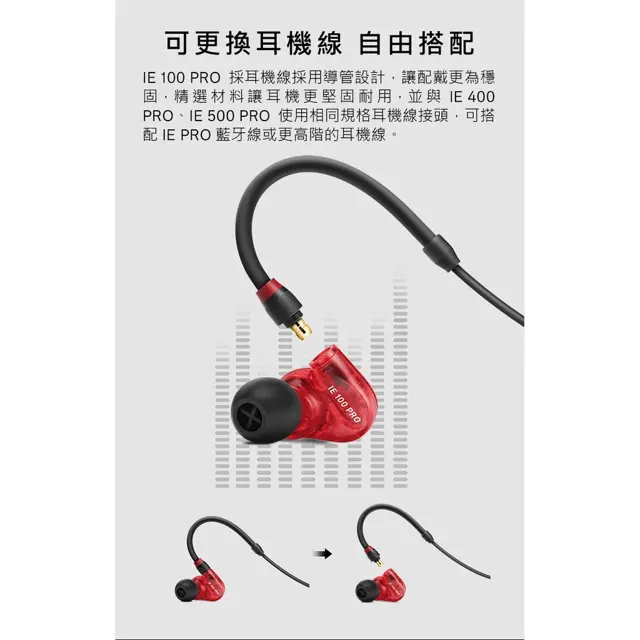 可更換耳機線 自由搭配
IE 100 PRO 採耳機線採用導管設計，讓配戴更為穩
固，精選材料讓耳機更堅固耐用，並與 IE 400
PRO、IE 500 PRO 使用相同規格耳機線接頭，可搭
配 IE PRO 藍牙線或更高階的耳機線。
IE 100 PRO